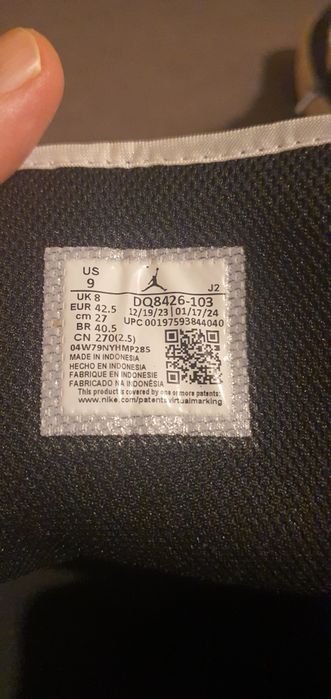 US
9
UK 8
EUR 42.5
cm 27
BR 40.5
CN 270(2.5)
J2
DQ8426-103
12/19/23 01/17/24
UPC 00197593844040
04W79NYHMP285
MADE IN INDONESIA
HECHO EN INDONESIA
FABRIQUE EN INDONESIE
FABRICADO NA INDONÉSIA
This product is covered by one or more patents:
www.nike.com/patentsvirtualmarking